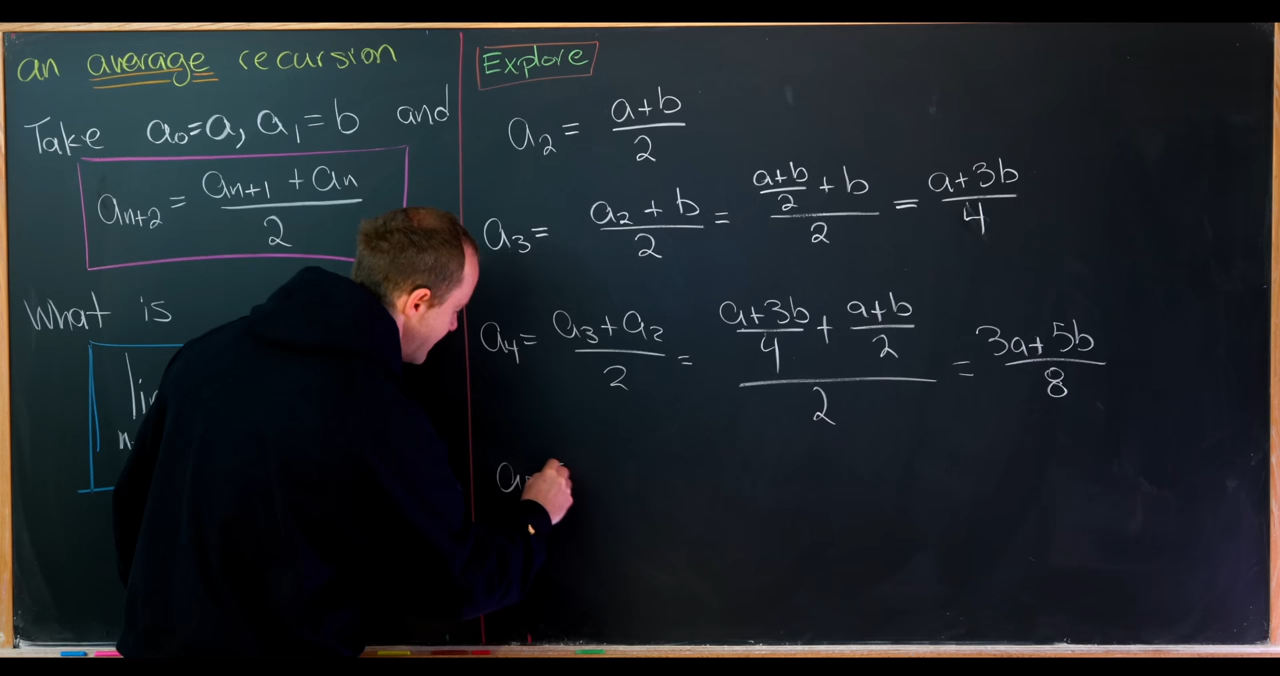 an average recursion
Take a₀=a, a₁=b and
aₙ₊₂ = (aₙ₊₁ + aₙ)/2
What is
Explore
a₂ = (a+b)/2
a₃ = (a₂ + b)/2 = ((a+b)/2 + b)/2 = (a+3b)/4
a₄ = (a₃+a₂)/2 = ((a+3b)/4 + (a+b)/2)/2 = (3a+5b)/8
a